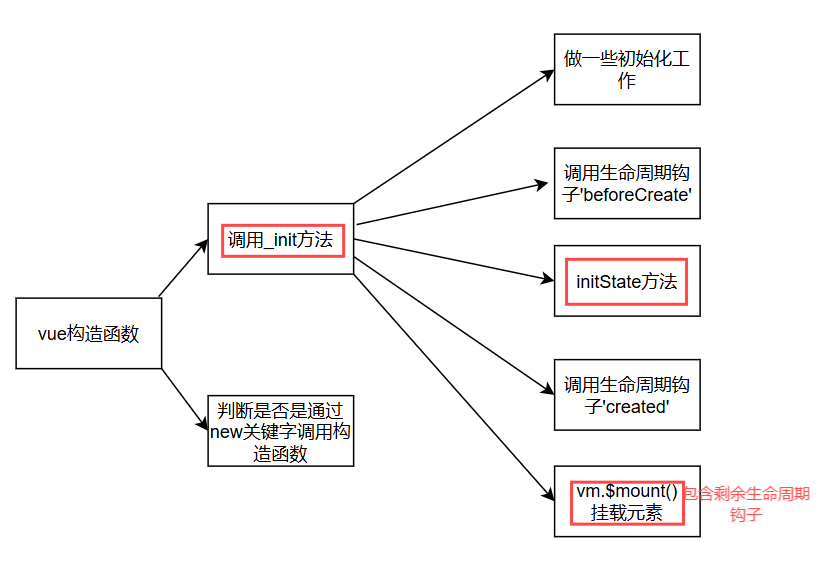 做一些初始化工
作
调用生命周期钩
子'beforeCreate'
调用_init方法
initState方法
vue构造函数
调用生命周期钩
子'created'
判断是否是通过
new关键字调用构
造函数
vm.$mount()
挂载元素
包含剩余生命周期
钩子